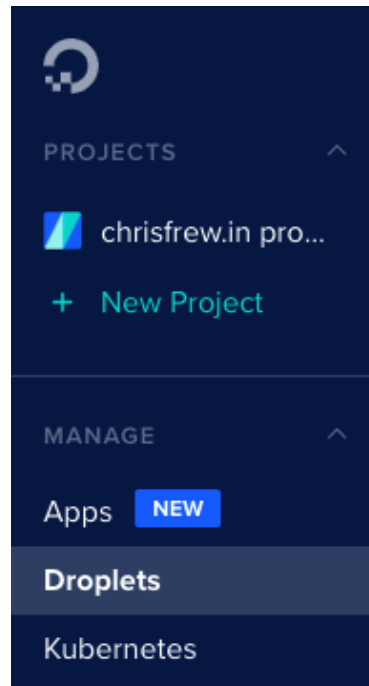 PROJECTS
chrisfrew.in pro...
+ New Project
MANAGE
Apps NEW
Droplets
Kubernetes